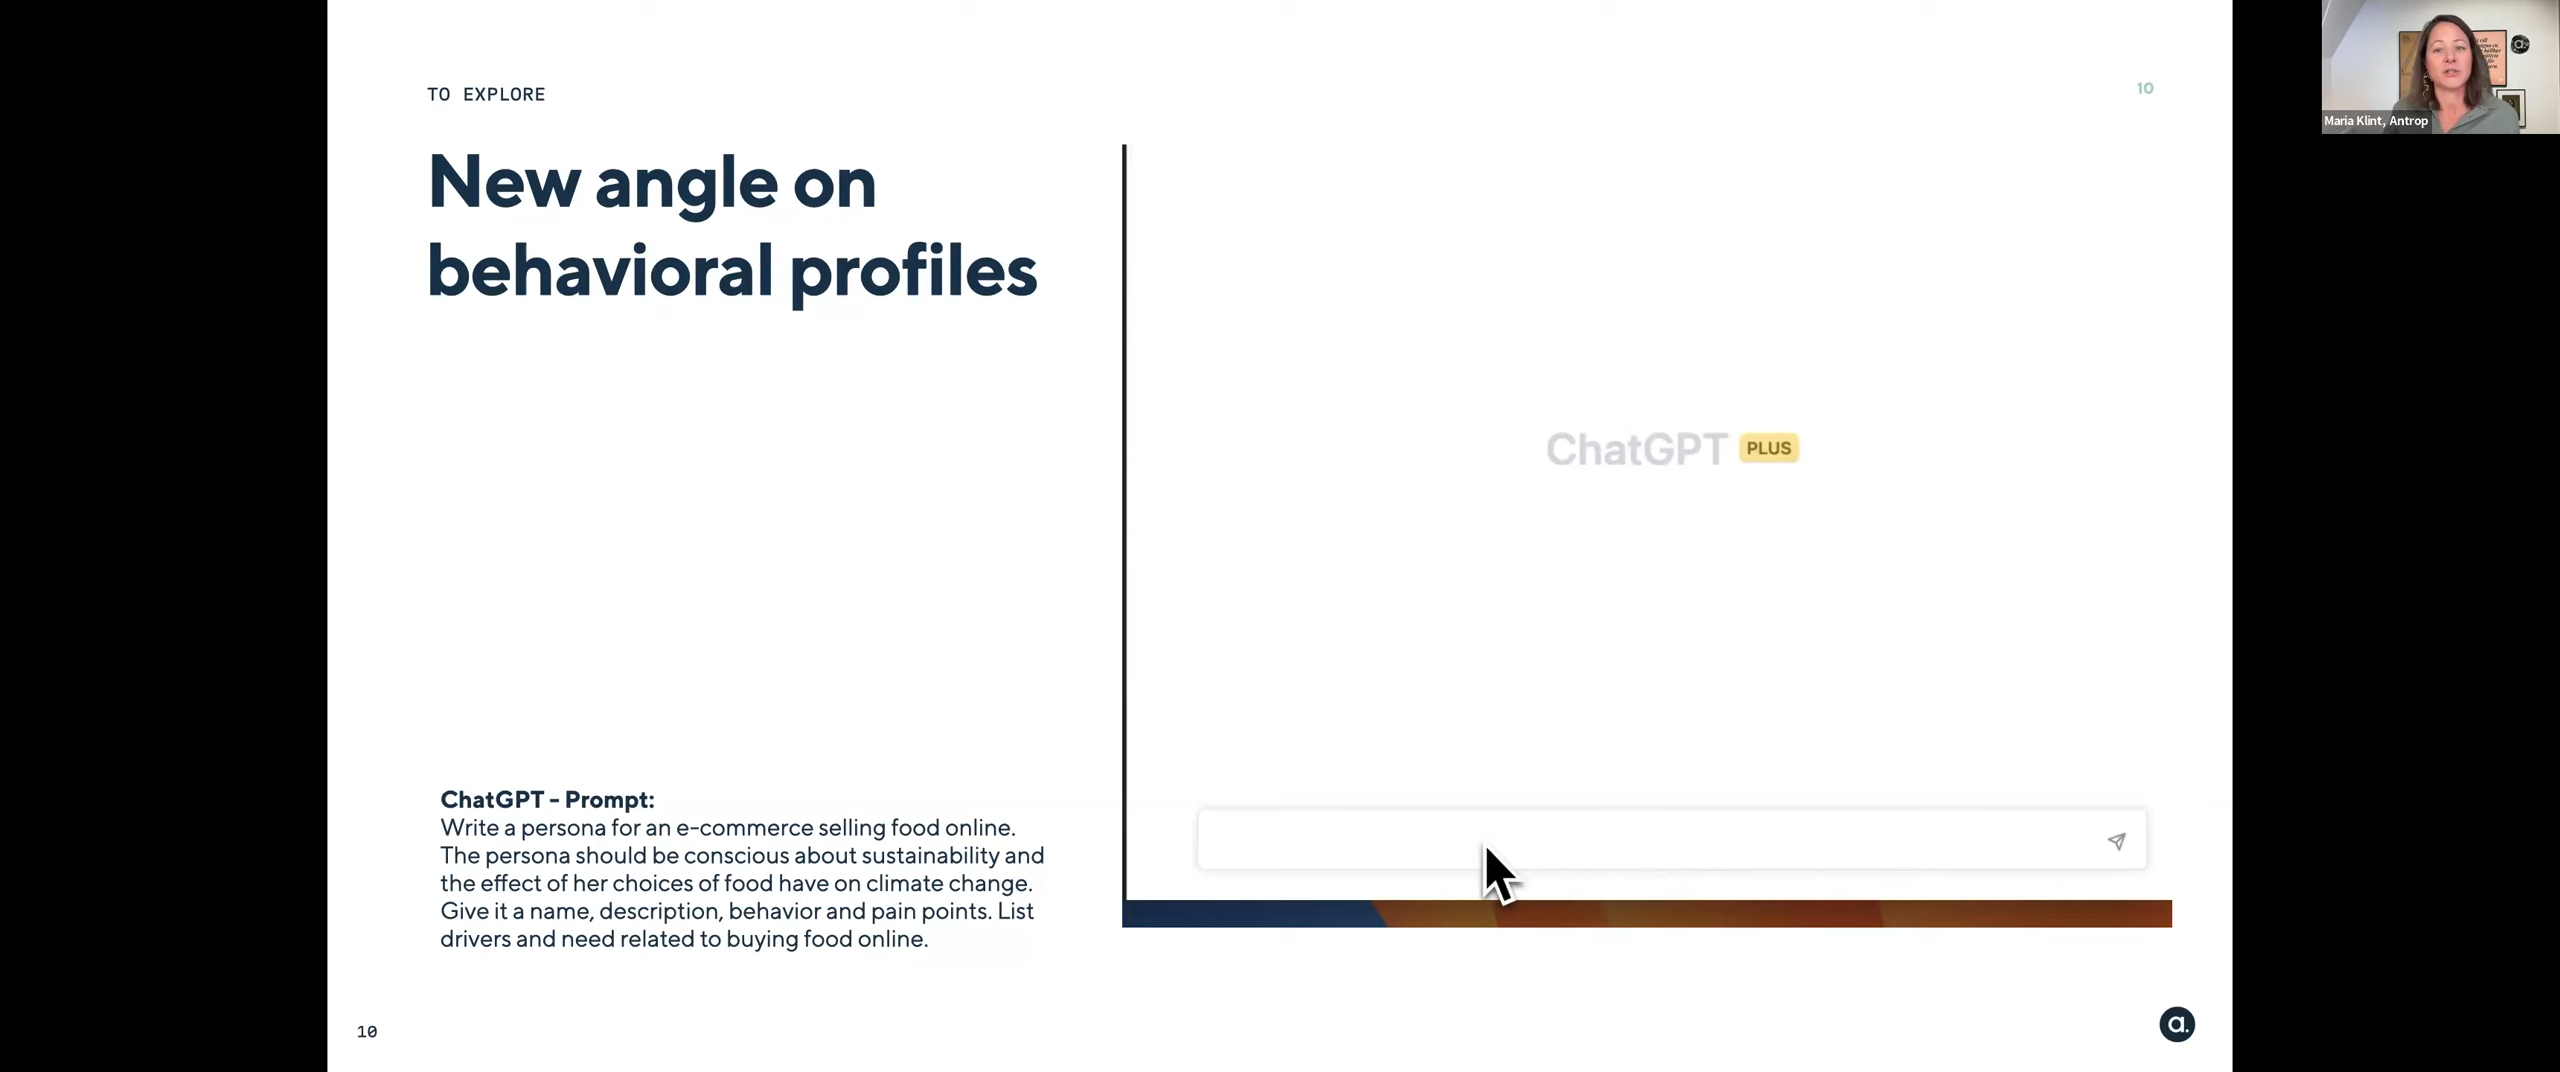 TO EXPLORE
10
New angle on
behavioral profiles
ChatGPT PLUS
ChatGPT - Prompt:
Write a persona for an e-commerce selling food online.
The persona should be conscious about sustainability and
the effect of her choices of food have on climate change.
Give it a name, description, behavior and pain points. List
drivers and need related to buying food online.
10
a.
Maria Klint, Antrop
a.